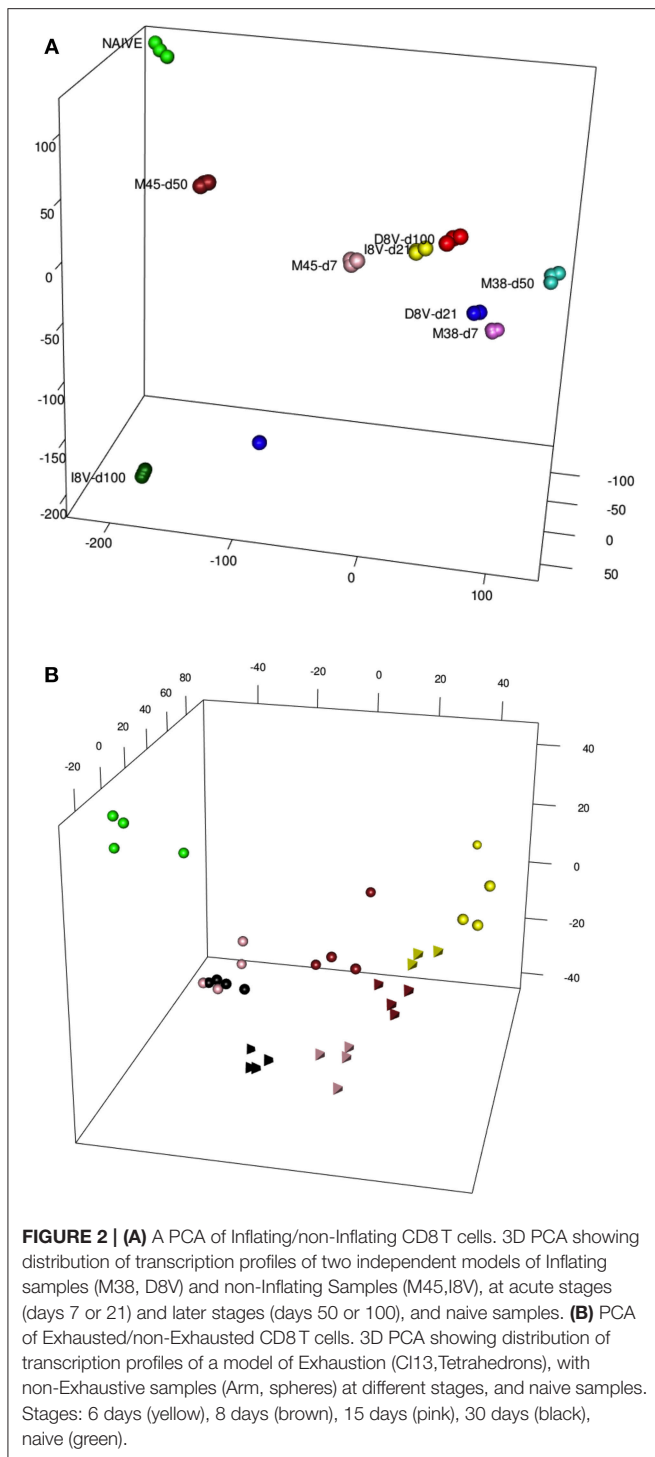 A
NAIVE
M45-d50
D8V-d100
I8V-d21
M45-d7
M38-d50
D8V-d21
M38-d7
I8V-d100
100
50
0
-50
-100
-150
-200
-200
-100
0
100
-100
-50
0
50
B
-40
-20
0
20
40
80
60
40
20
0
-20
40
20
0
-20
-40
FIGURE 2 | (A) A PCA of Inflating/non-Inflating CD8 T cells. 3D PCA showing
distribution of transcription profiles of two independent models of Inflating
samples (M38, D8V) and non-Inflating Samples (M45,I8V), at acute stages
(days 7 or 21) and later stages (days 50 or 100), and naive samples. (B) PCA
of Exhausted/non-Exhausted CD8 T cells. 3D PCA showing distribution of
transcription profiles of a model of Exhaustion (Cl13,Tetrahedrons), with
non-Exhaustive samples (Arm, spheres) at different stages, and naive samples.
Stages: 6 days (yellow), 8 days (brown), 15 days (pink), 30 days (black),
naive (green).